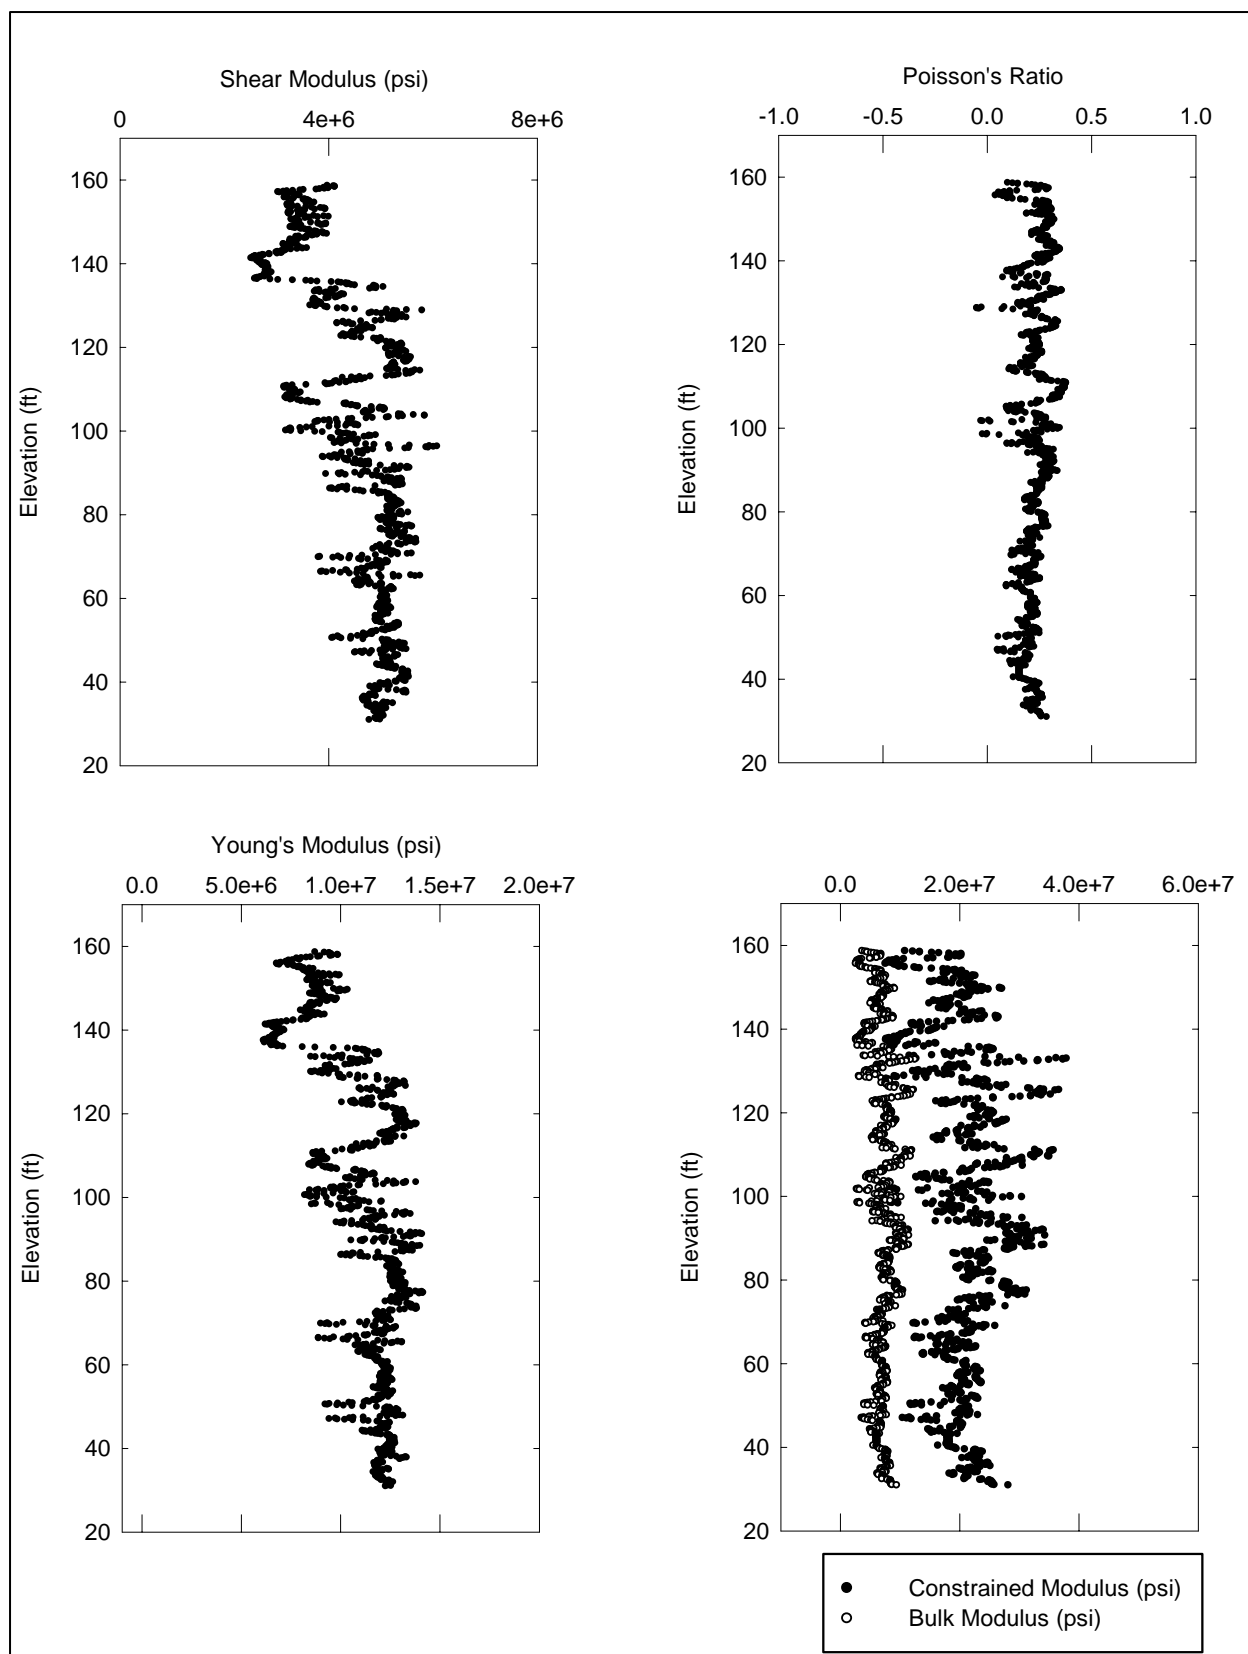 Shear Modulus (psi)
0 4e+6 8e+6
160
140
120
100
80
60
40
20
Elevation (ft)
Poisson's Ratio
-1.0 -0.5 0.0 0.5 1.0
160
140
120
100
80
60
40
20
Elevation (ft)
Young's Modulus (psi)
0.0 5.0e+6 1.0e+7 1.5e+7 2.0e+7
160
140
120
100
80
60
40
20
Elevation (ft)
0.0 2.0e+7 4.0e+7 6.0e+7
160
140
120
100
80
60
40
20
Elevation (ft)
Constrained Modulus (psi)
Bulk Modulus (psi)